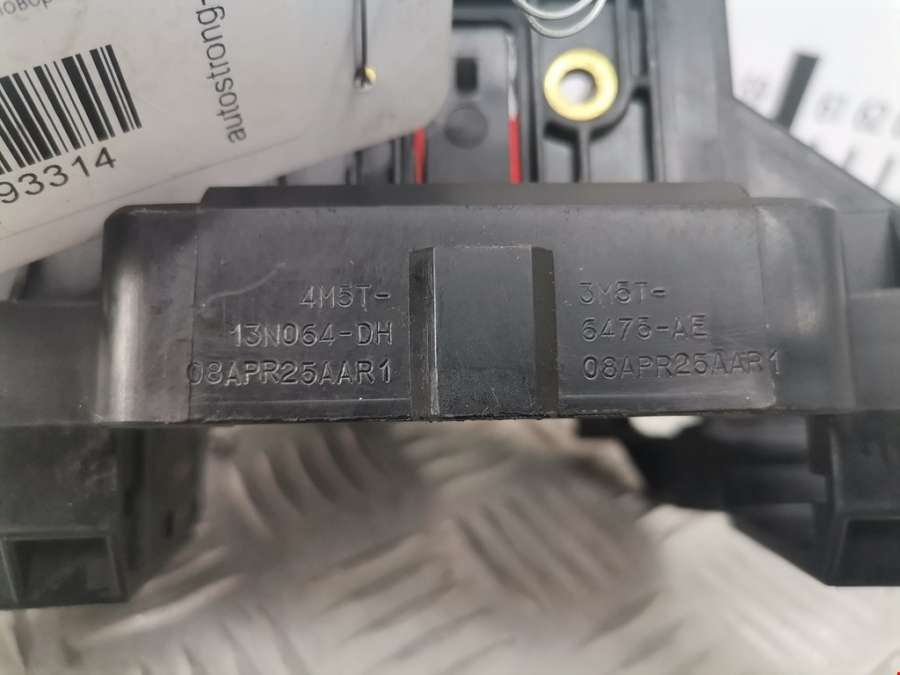 autostrong-
93314
4M5T-
13N064-DH
08APR25AAR1
3M5T-
6475-AE
08APR25AAR1